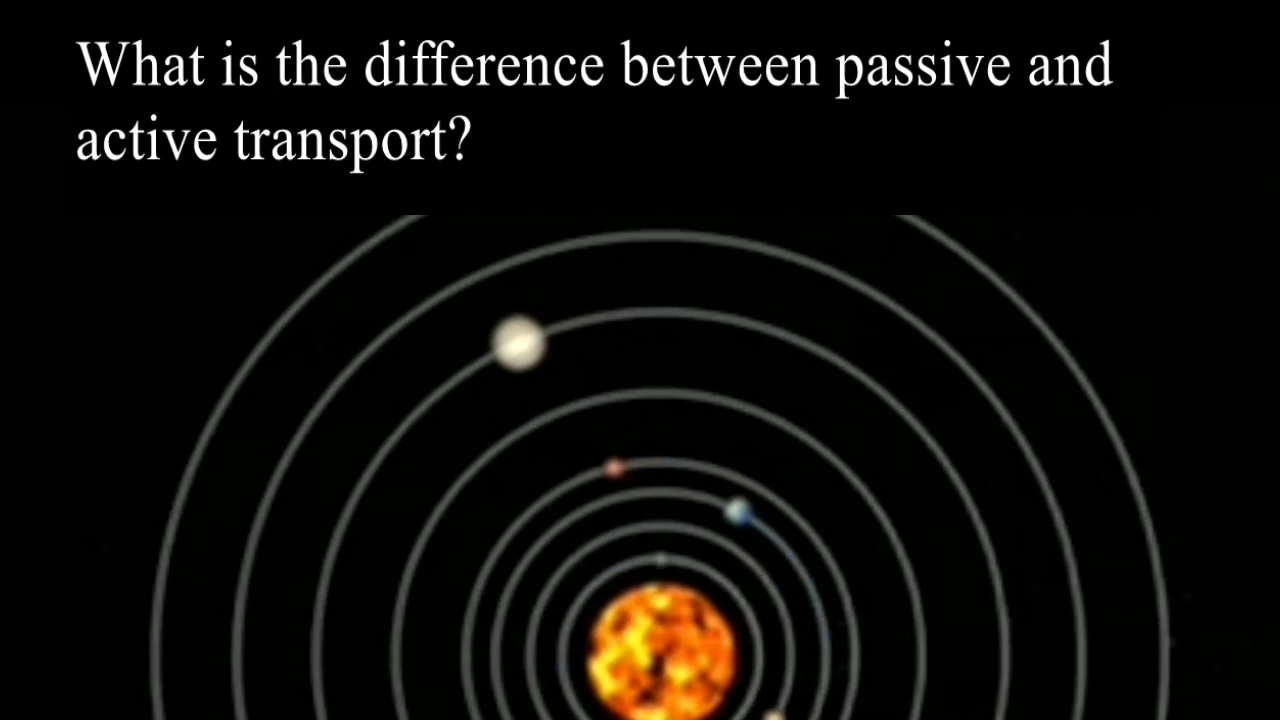 What is the difference between passive and
active transport?